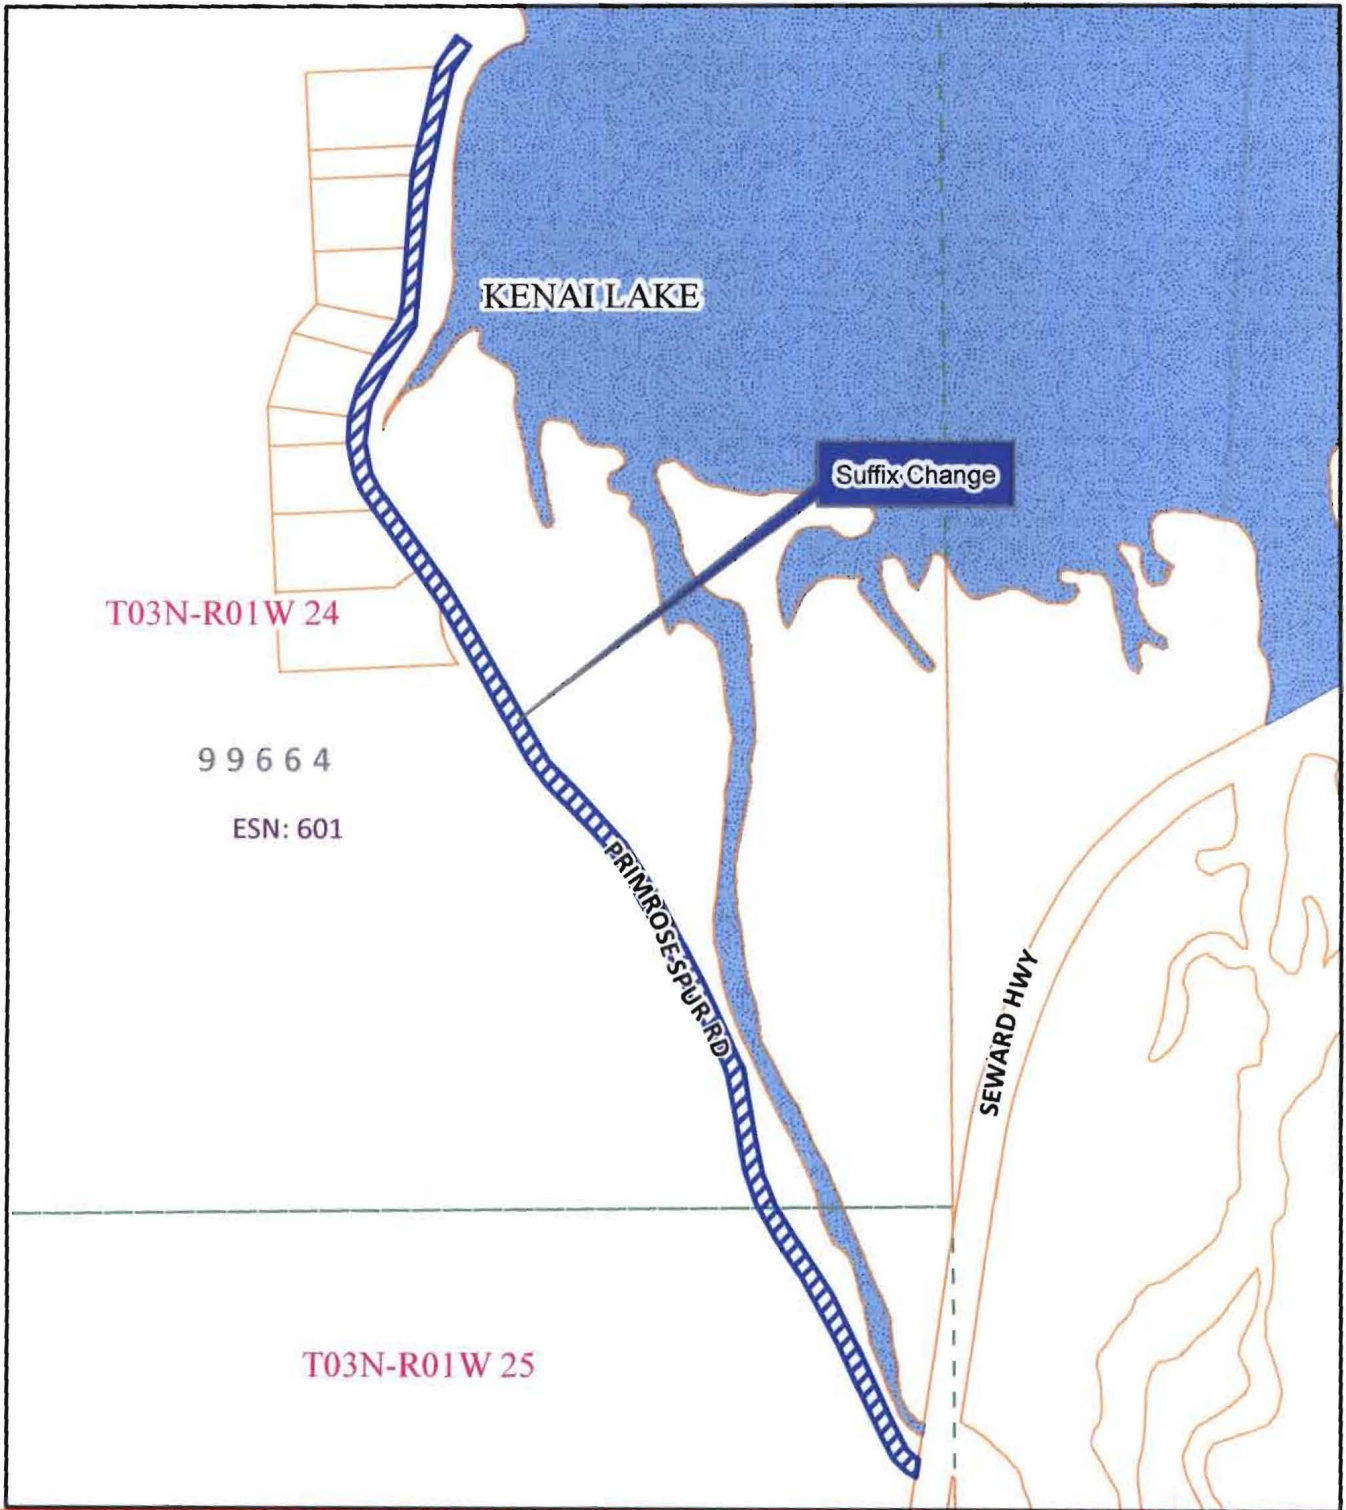 KENAI LAKE
Suffix Change
T03N-R01W 24
99664
ESN: 601
PRIMROSE SPUR RD
SEWARD HWY
T03N-R01W 25